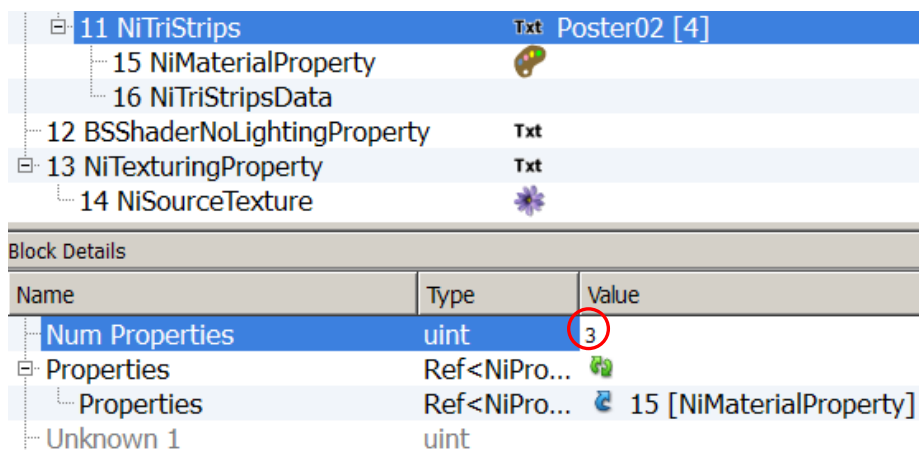 11 NiTriStrips Txt Poster02 [4]
15 NiMaterialProperty
16 NiTriStripsData
12 BSShaderNoLightingProperty Txt
13 NiTexturingProperty Txt
14 NiSourceTexture
Block Details
Name Type Value
Num Properties uint 3
Properties Ref<NiPro...
Properties Ref<NiPro... 15 [NiMaterialProperty]
Unknown 1 uint